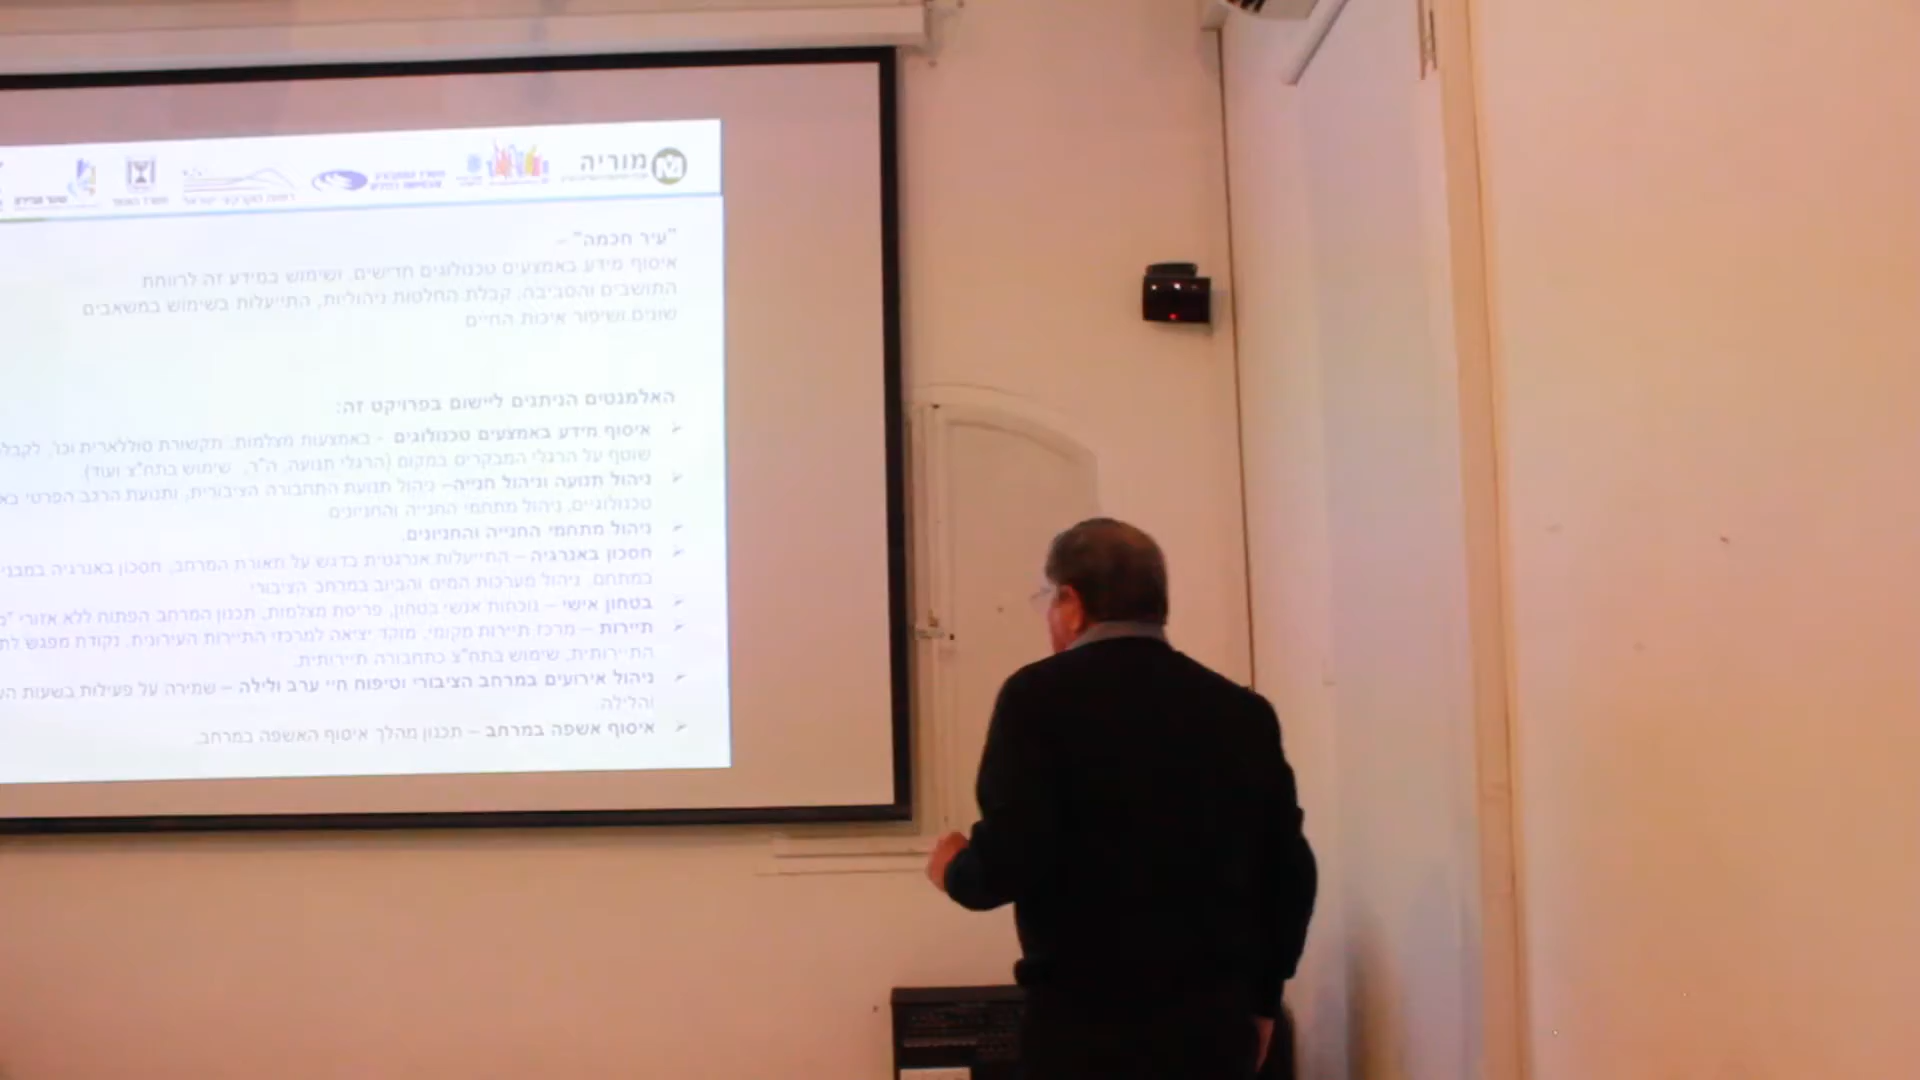 מוריה
"עיר חכמה" –
איסוף מידע באמצעים טכנולוגים חדישים, ושימוש במידע זה לרווחת
התושבים והסביבה, קבלת החלטות ניהוליות, התייעלות בשימוש במשאבים
שונים ושיפור איכות החיים
האלמנטים הניתנים ליישום בפרויקט זה:
איסוף מידע באמצעים טכנולוגים - באמצעות מצלמות, תקשורת סוללארית וכו', לקבל
שוטף על הרגלי המבקרים במקום (הרגלי תנועה, ה"ר, שימוש בתח"צ ועוד).
ניהול תנועה וניהול חנייה– ניהול תנועת התחבורה הציבורית, ותנועת הרכב הפרטי
טכנולוגיים, ניהול מתחמי החנייה והחניונים
ניהול מתחמי החנייה והחניונים.
חסכון באנרגיה – התייעלות אנרגטית בדגש על תאורת המרחב, חסכון באנרגיה במבני
במתחם. ניהול מערכות המים והביוב במרחב הציבורי
בטחון אישי – נוכחות אנשי בטחון, פריסת מצלמות, תכנון המרחב הפתוח ללא אזורי
תיירות – מרכז תיירות מקומי, מוקד יציאה למרכזי התיירות העירונית, נקודת מפגש
התיירותית, שימוש בתח"צ כתחבורה תיירותית.
ניהול אירועים במרחב הציבורי וטיפוח חיי ערב ולילה – שמירה על פעילות בשעות
והלילה.
איסוף אשפה במרחב – תכנון מהלך איסוף האשפה במרחב.